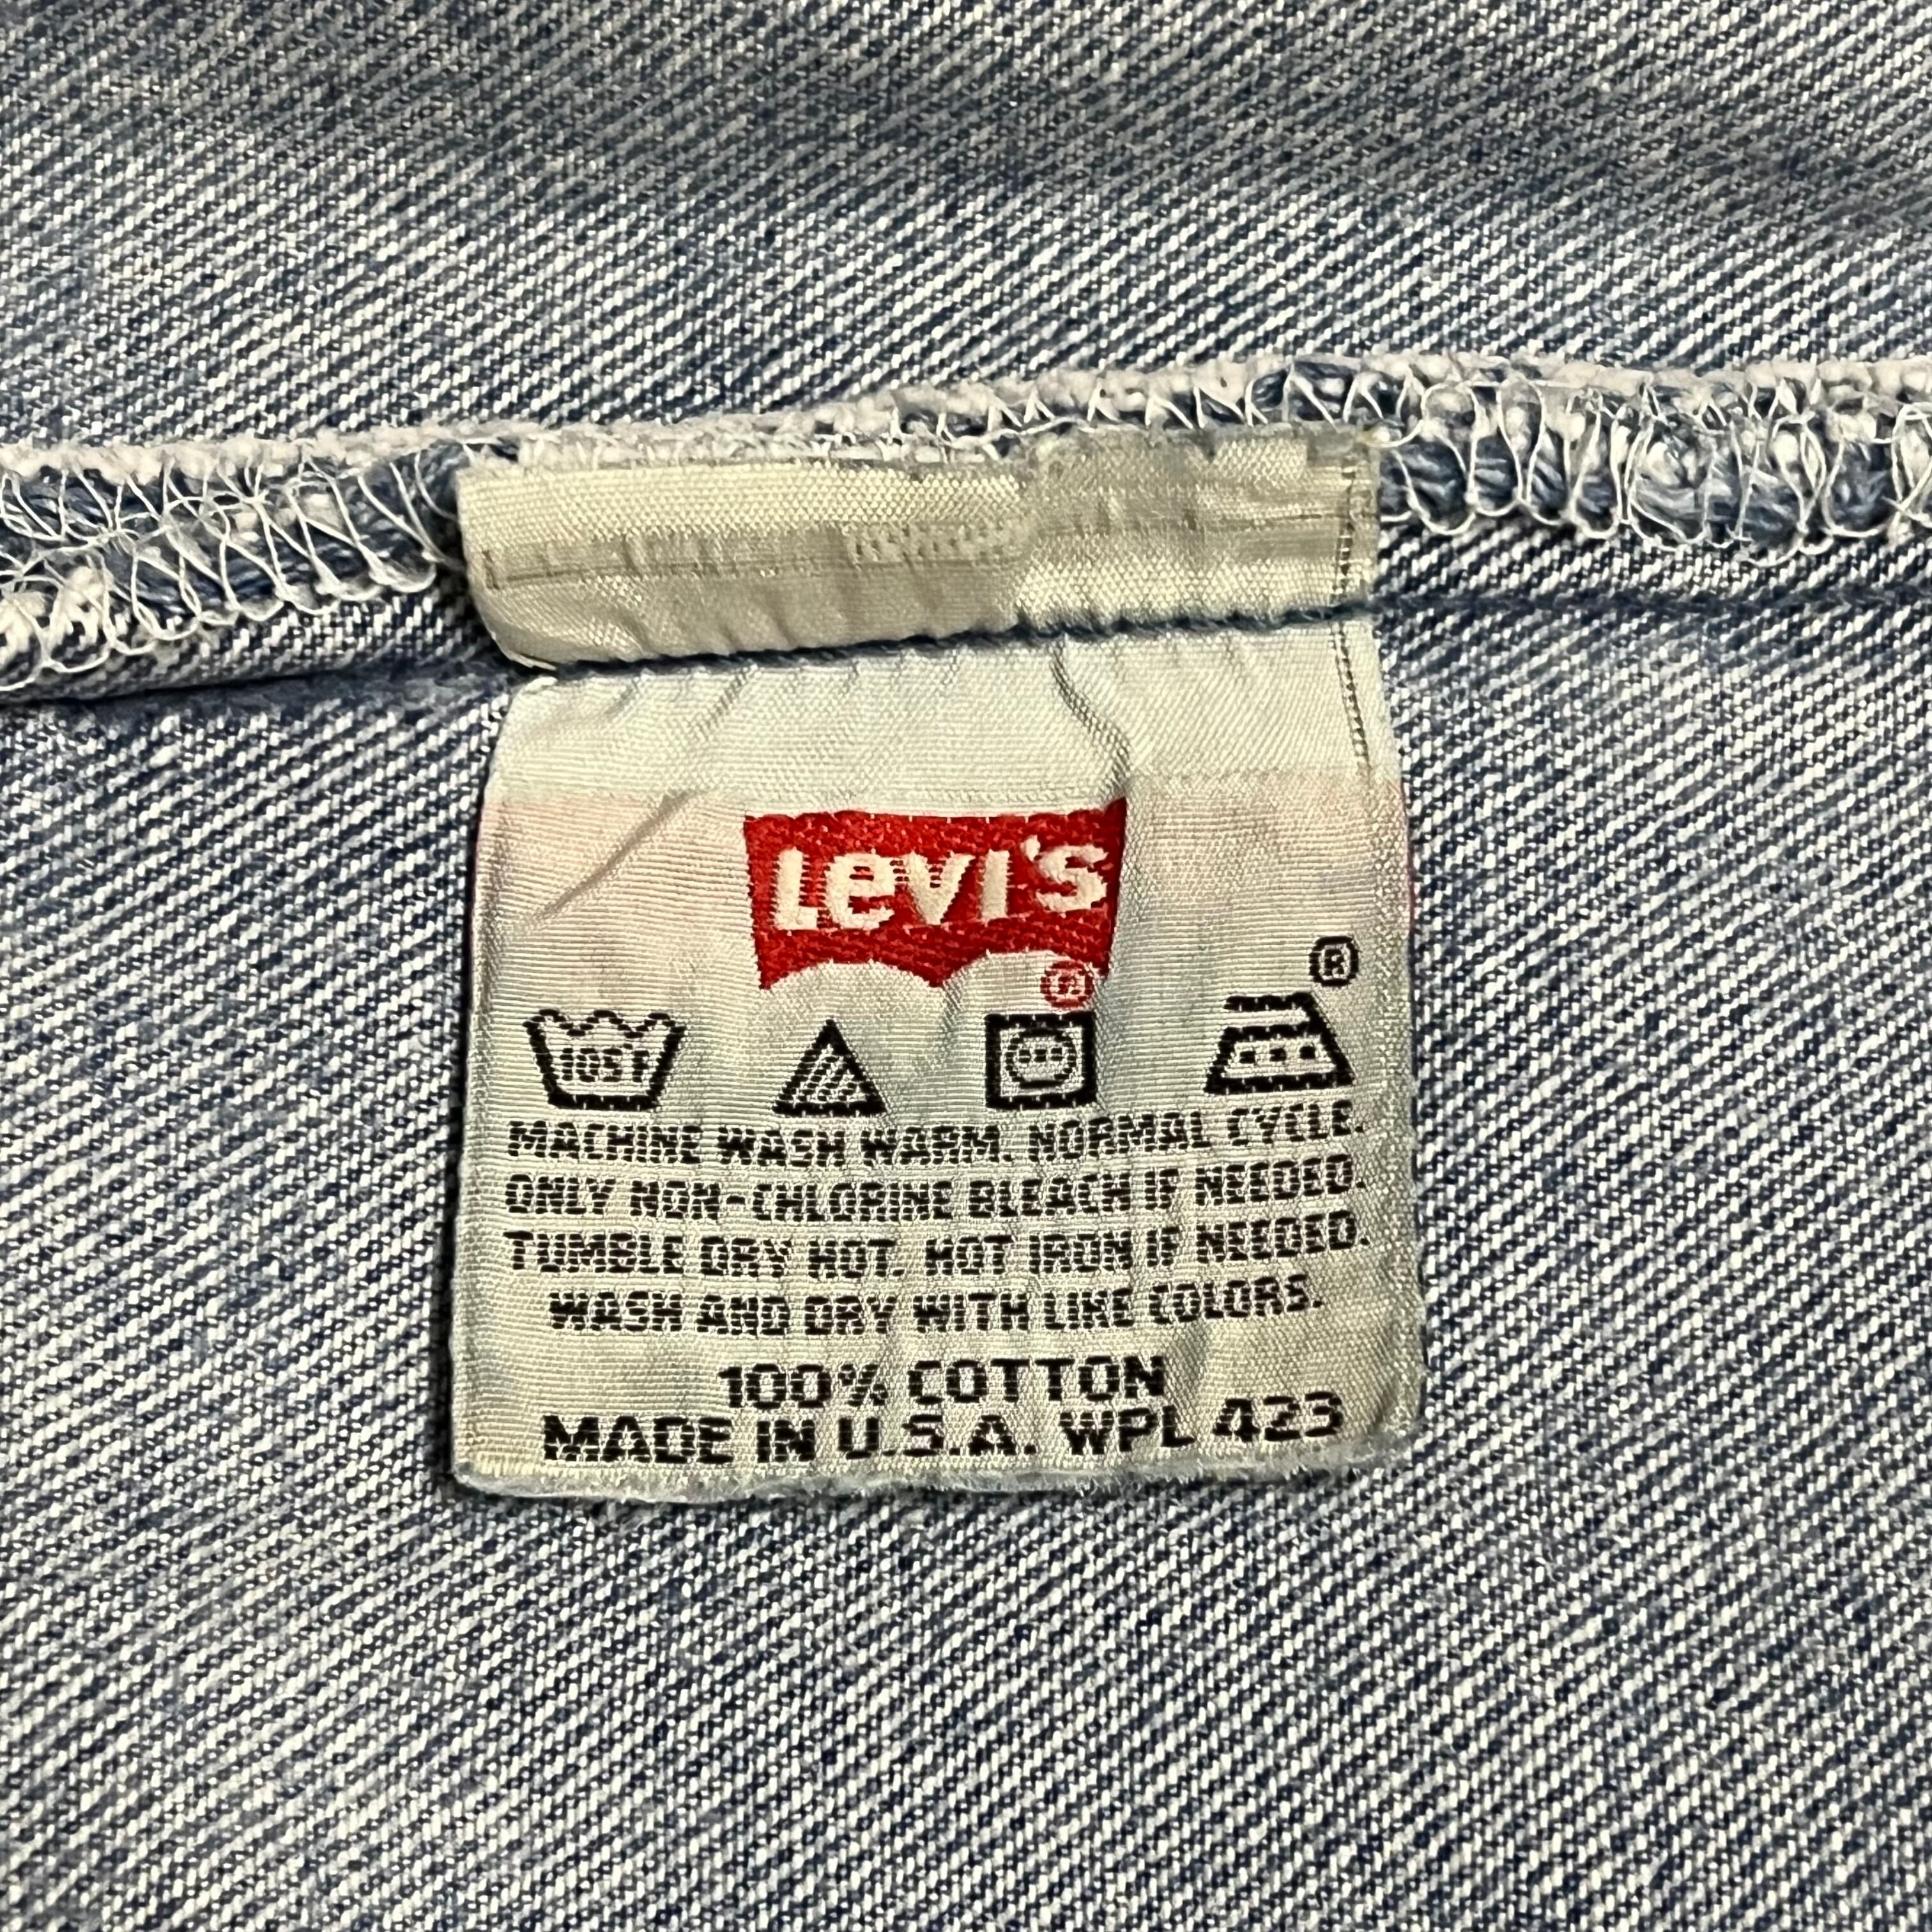 Levi's
®
®
105 F
MACHINE WASH WARM. NORMAL CYCLE.
ONLY NON-CHLORINE BLEACH IF NEEDED.
TUMBLE DRY HOT. HOT IRON IF NEEDED.
WASH AND DRY WITH LIKE COLORS.
100% COTTON
MADE IN U.S.A. WPL 423